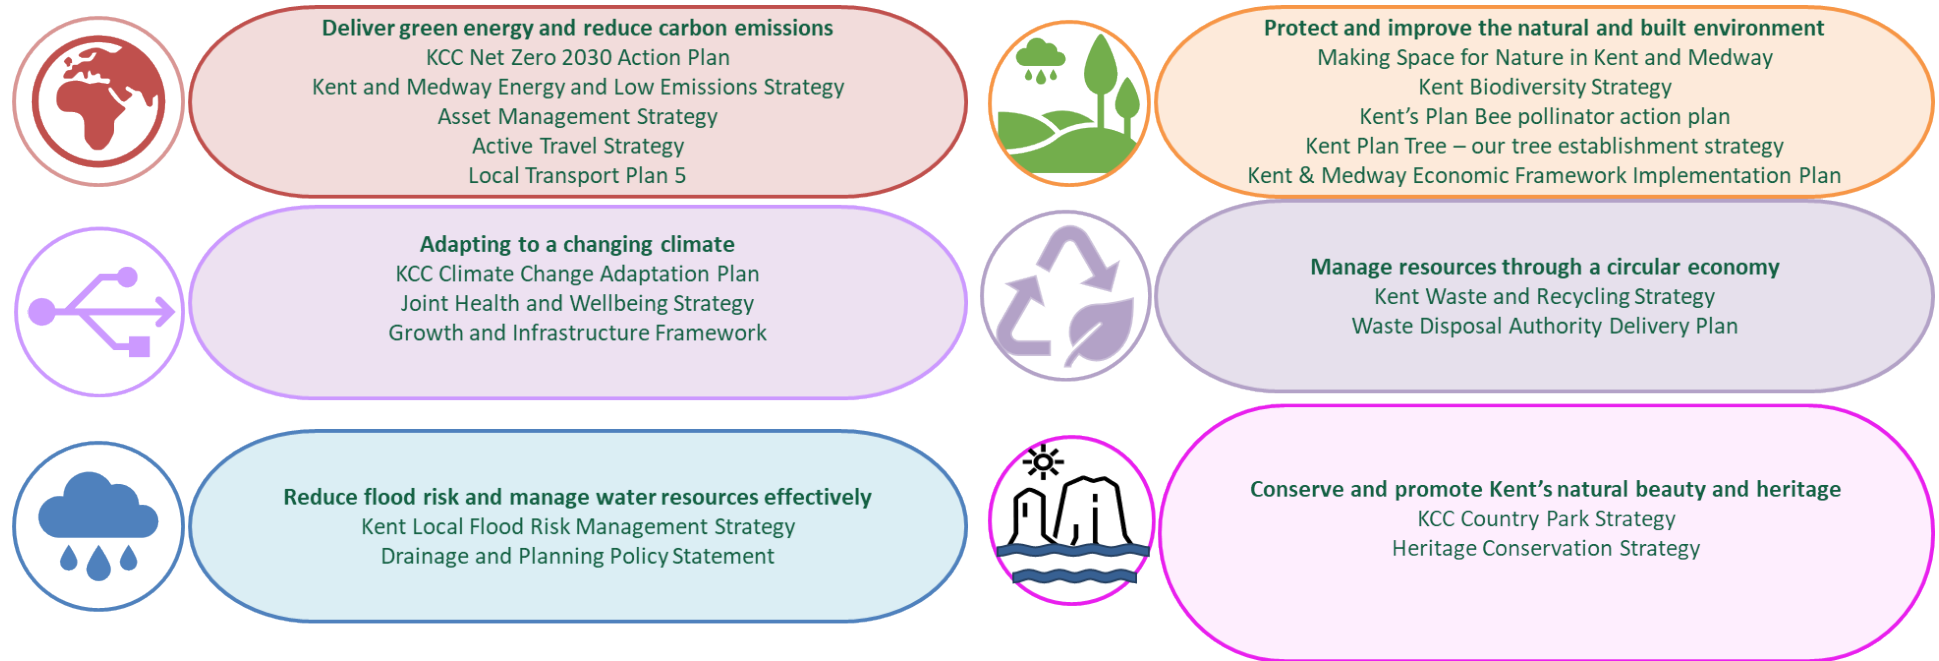 Deliver green energy and reduce carbon emissions
KCC Net Zero 2030 Action Plan
Kent and Medway Energy and Low Emissions Strategy
Asset Management Strategy
Active Travel Strategy
Local Transport Plan 5
Protect and improve the natural and built environment
Making Space for Nature in Kent and Medway
Kent Biodiversity Strategy
Kent’s Plan Bee pollinator action plan
Kent Plan Tree – our tree establishment strategy
Kent & Medway Economic Framework Implementation Plan
Adapting to a changing climate
KCC Climate Change Adaptation Plan
Joint Health and Wellbeing Strategy
Growth and Infrastructure Framework
Manage resources through a circular economy
Kent Waste and Recycling Strategy
Waste Disposal Authority Delivery Plan
Reduce flood risk and manage water resources effectively
Kent Local Flood Risk Management Strategy
Drainage and Planning Policy Statement
Conserve and promote Kent’s natural beauty and heritage
KCC Country Park Strategy
Heritage Conservation Strategy